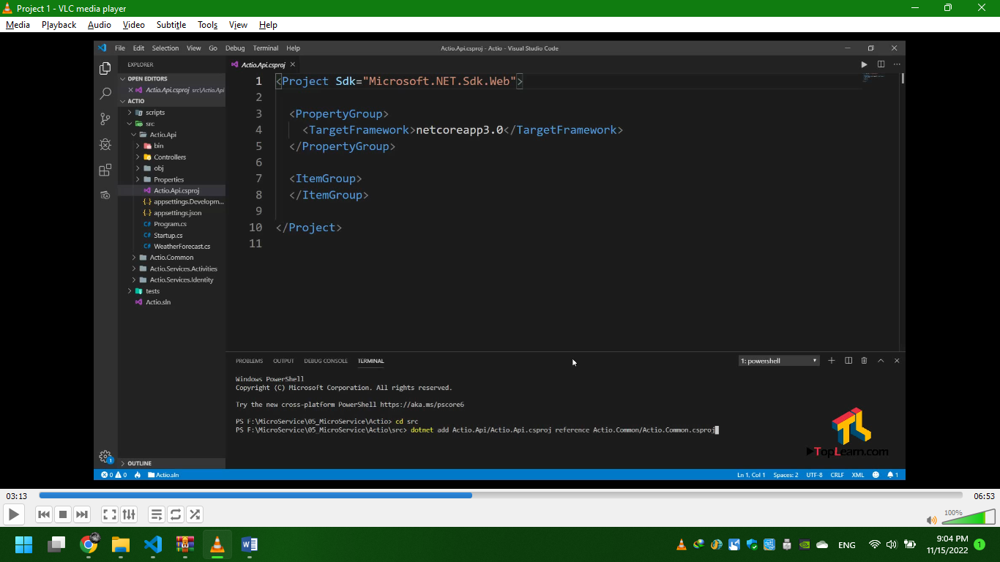 Project 1 - VLC media player
Media Playback Audio Video Subtitle Tools View Help
File Edit Selection View Go Debug Terminal Help
Actio.Api.csproj - Actio - Visual Studio Code
EXPLORER
OPEN EDITORS
Actio.Api.csproj src\Actio.Api
ACTIO
scripts
src
Actio.Api
bin
Controllers
obj
Properties
Actio.Api.csproj
appsettings.Developm...
appsettings.json
C# Program.cs
C# Startup.cs
C# WeatherForecast.cs
Actio.Common
Actio.Services.Activities
Actio.Services.Identity
tests
Actio.sln
OUTLINE
Actio.Api.csproj
1 <Project Sdk="Microsoft.NET.Sdk.Web">
2
3 <PropertyGroup>
4 <TargetFramework>netcoreapp3.0</TargetFramework>
5 </PropertyGroup>
6
7 <ItemGroup>
8 </ItemGroup>
9
10 </Project>
11
PROBLEMS OUTPUT DEBUG CONSOLE TERMINAL
1: powershell
Windows PowerShell
Copyright (C) Microsoft Corporation. All rights reserved.
Try the new cross-platform PowerShell https://aka.ms/pscore6
PS F:\MicroService\05_MicroService\Actio> cd src
PS F:\MicroService\05_MicroService\Actio\src> dotnet add Actio.Api/Actio.Api.csproj reference Actio.Common/Actio.Common.csproj
TopLearn.com
1
0 0 Actio.sln
Ln 1, Col 1 Spaces: 2 UTF-8 CRLF XML 1
03:13
06:53
100%
ENG
9:04 PM
11/15/2022
1